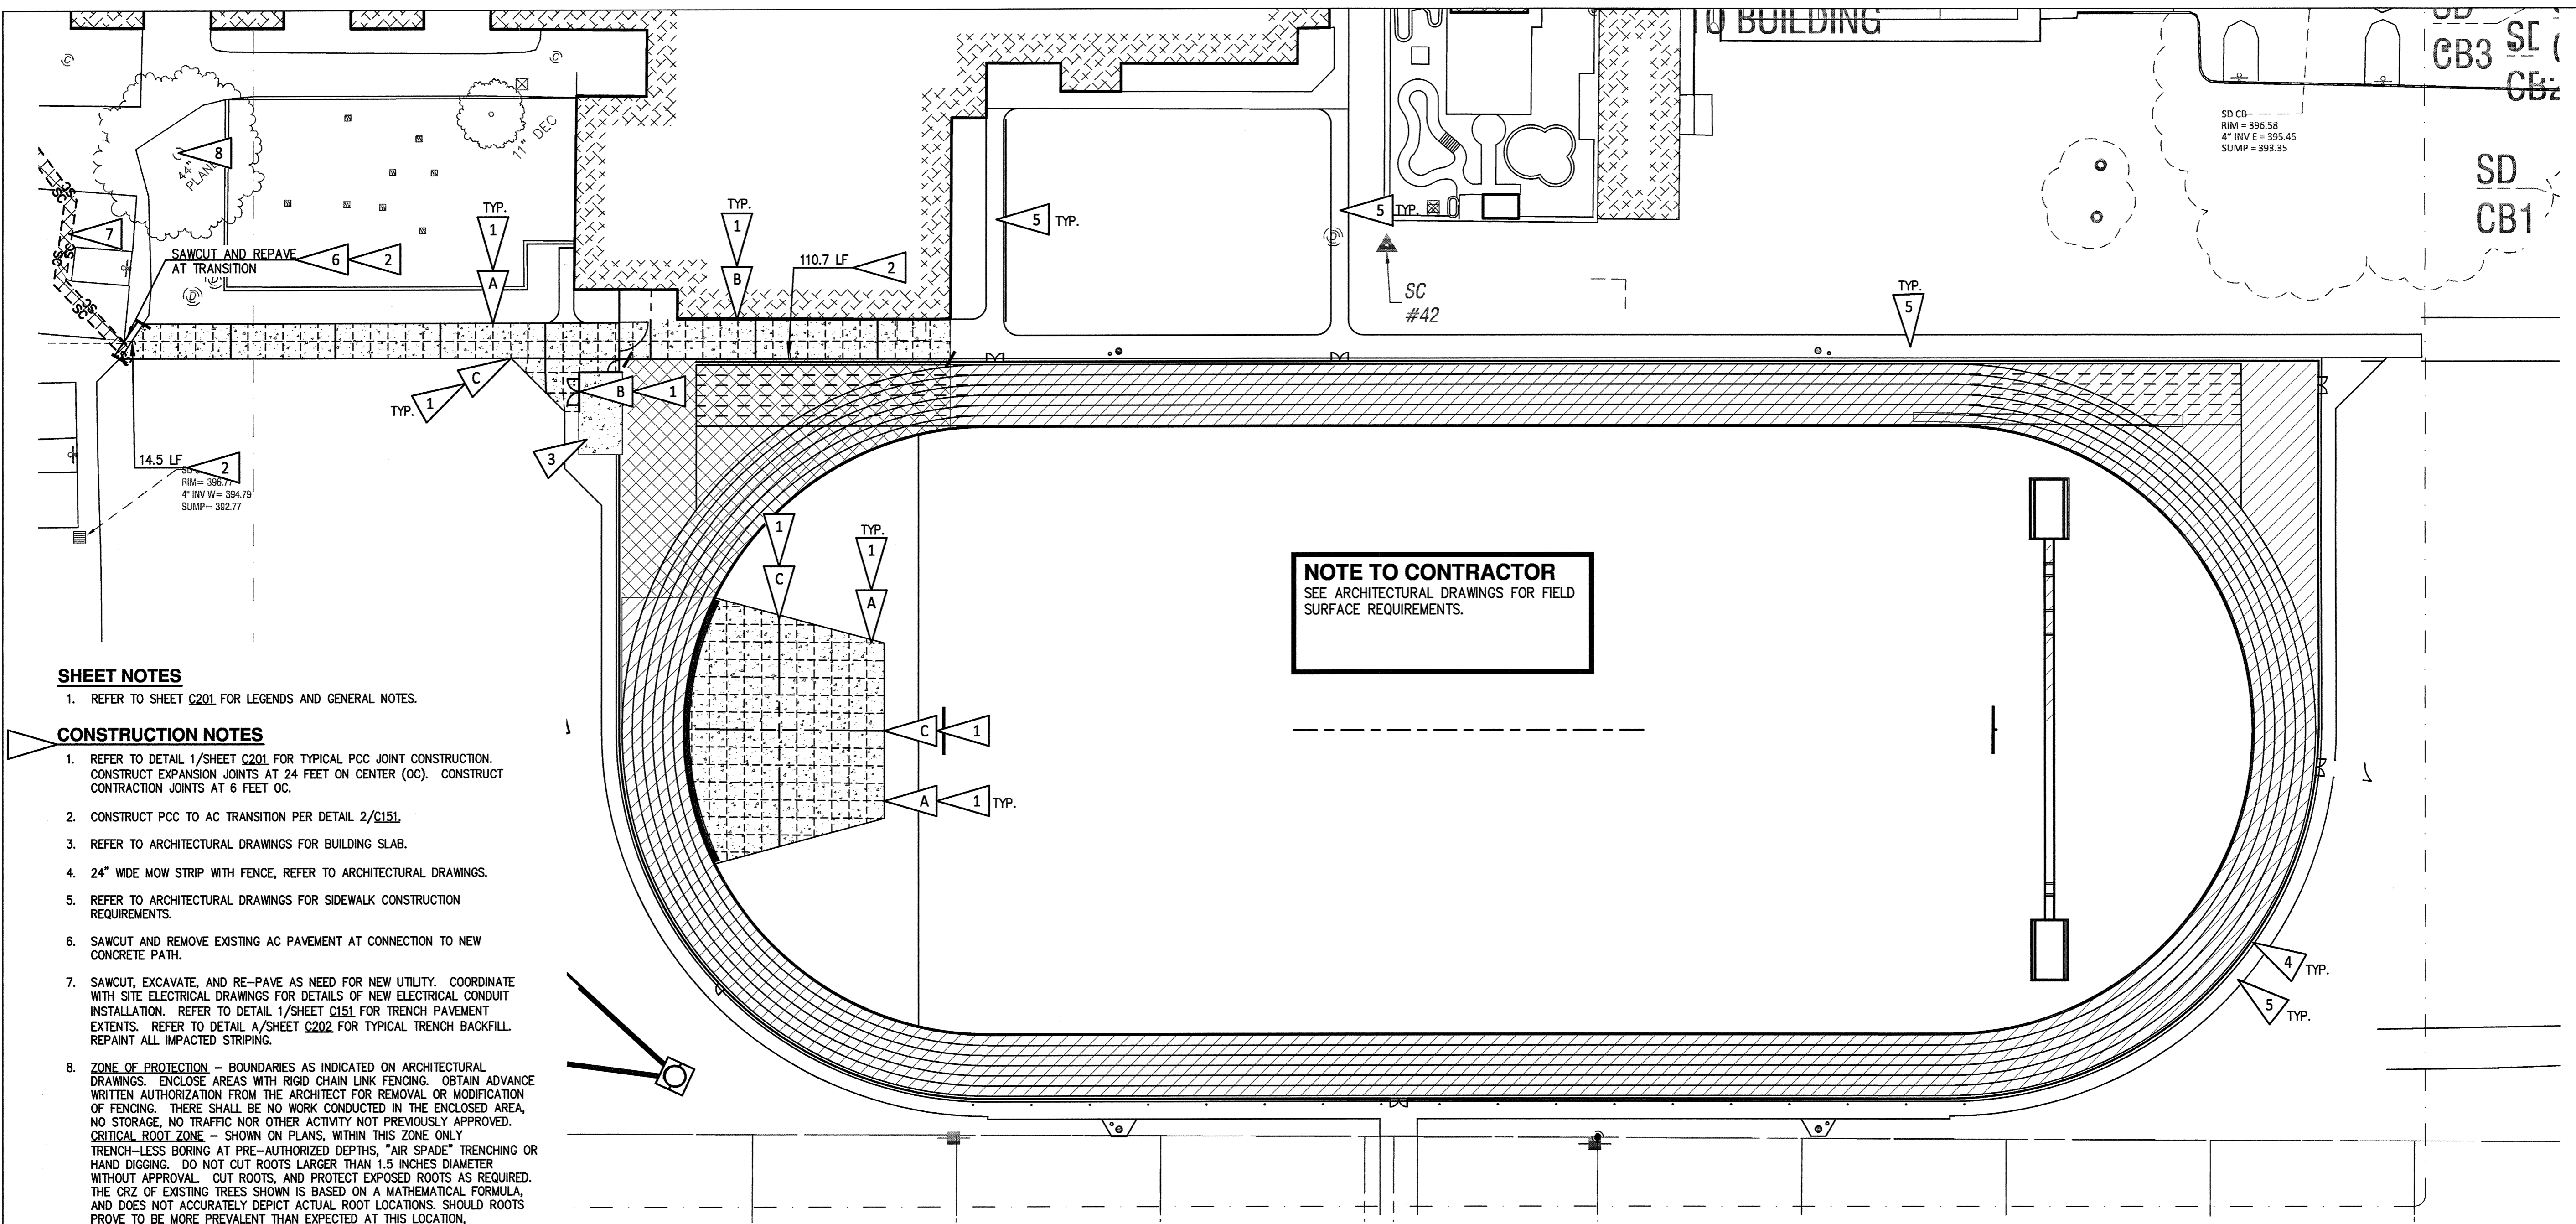 O BUILDING
SD
CB3
SD
CB1
SD CB
RIM = 396.58
4" INV E = 395.45
SUMP = 393.35
11" DEC
44"
8
7
SC
SAWCUT AND REPAVE
AT TRANSITION
6
2
TYP.
1
A
TYP.
1
B
110.7 LF
2
5
TYP.
5
TYP.
SC
#42
TYP.
5
TYP.
1
C
B
1
3
14.5 LF
2
RIM= 396.77
4" INV W= 394.79
SUMP= 392.77
1
C
TYP.
1
A
C
1
A
1
TYP.
NOTE TO CONTRACTOR
SEE ARCHITECTURAL DRAWINGS FOR FIELD
SURFACE REQUIREMENTS.
4
TYP.
5
TYP.
SHEET NOTES
1. REFER TO SHEET C201 FOR LEGENDS AND GENERAL NOTES.
CONSTRUCTION NOTES
1. REFER TO DETAIL 1/SHEET C201 FOR TYPICAL PCC JOINT CONSTRUCTION.
CONSTRUCT EXPANSION JOINTS AT 24 FEET ON CENTER (OC). CONSTRUCT
CONTRACTION JOINTS AT 6 FEET OC.
2. CONSTRUCT PCC TO AC TRANSITION PER DETAIL 2/C151.
3. REFER TO ARCHITECTURAL DRAWINGS FOR BUILDING SLAB.
4. 24" WIDE MOW STRIP WITH FENCE, REFER TO ARCHITECTURAL DRAWINGS.
5. REFER TO ARCHITECTURAL DRAWINGS FOR SIDEWALK CONSTRUCTION
REQUIREMENTS.
6. SAWCUT AND REMOVE EXISTING AC PAVEMENT AT CONNECTION TO NEW
CONCRETE PATH.
7. SAWCUT, EXCAVATE, AND RE-PAVE AS NEED FOR NEW UTILITY. COORDINATE
WITH SITE ELECTRICAL DRAWINGS FOR DETAILS OF NEW ELECTRICAL CONDUIT
INSTALLATION. REFER TO DETAIL 1/SHEET C151 FOR TRENCH PAVEMENT
EXTENTS. REFER TO DETAIL A/SHEET C202 FOR TYPICAL TRENCH BACKFILL.
REPAINT ALL IMPACTED STRIPING.
8. ZONE OF PROTECTION – BOUNDARIES AS INDICATED ON ARCHITECTURAL
DRAWINGS. ENCLOSE AREAS WITH RIGID CHAIN LINK FENCING. OBTAIN ADVANCE
WRITTEN AUTHORIZATION FROM THE ARCHITECT FOR REMOVAL OR MODIFICATION
OF FENCING. THERE SHALL BE NO WORK CONDUCTED IN THE ENCLOSED AREA,
NO STORAGE, NO TRAFFIC NOR OTHER ACTIVITY NOT PREVIOUSLY APPROVED.
CRITICAL ROOT ZONE – SHOWN ON PLANS, WITHIN THIS ZONE ONLY
TRENCH-LESS BORING AT PRE-AUTHORIZED DEPTHS, "AIR SPADE" TRENCHING OR
HAND DIGGING. DO NOT CUT ROOTS LARGER THAN 1.5 INCHES DIAMETER
WITHOUT APPROVAL. CUT ROOTS, AND PROTECT EXPOSED ROOTS AS REQUIRED.
THE CRZ OF EXISTING TREES SHOWN IS BASED ON A MATHEMATICAL FORMULA,
AND DOES NOT ACCURATELY DEPICT ACTUAL ROOT LOCATIONS. SHOULD ROOTS
PROVE TO BE MORE PREVALENT THAN EXPECTED AT THIS LOCATION,